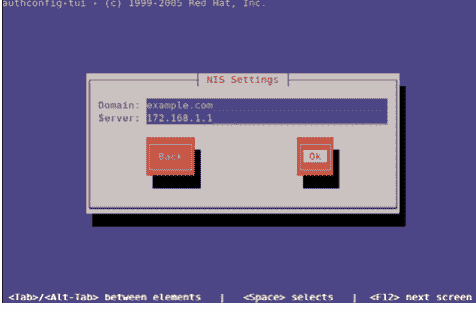 authconfig-tui - (c) 1999-2005 Red Hat, Inc.
NIS Settings
Domain: example.com
Server: 172.168.1.1
Back
Ok
<Tab>/<Alt-Tab> between elements | <Space> selects | <F12> next screen